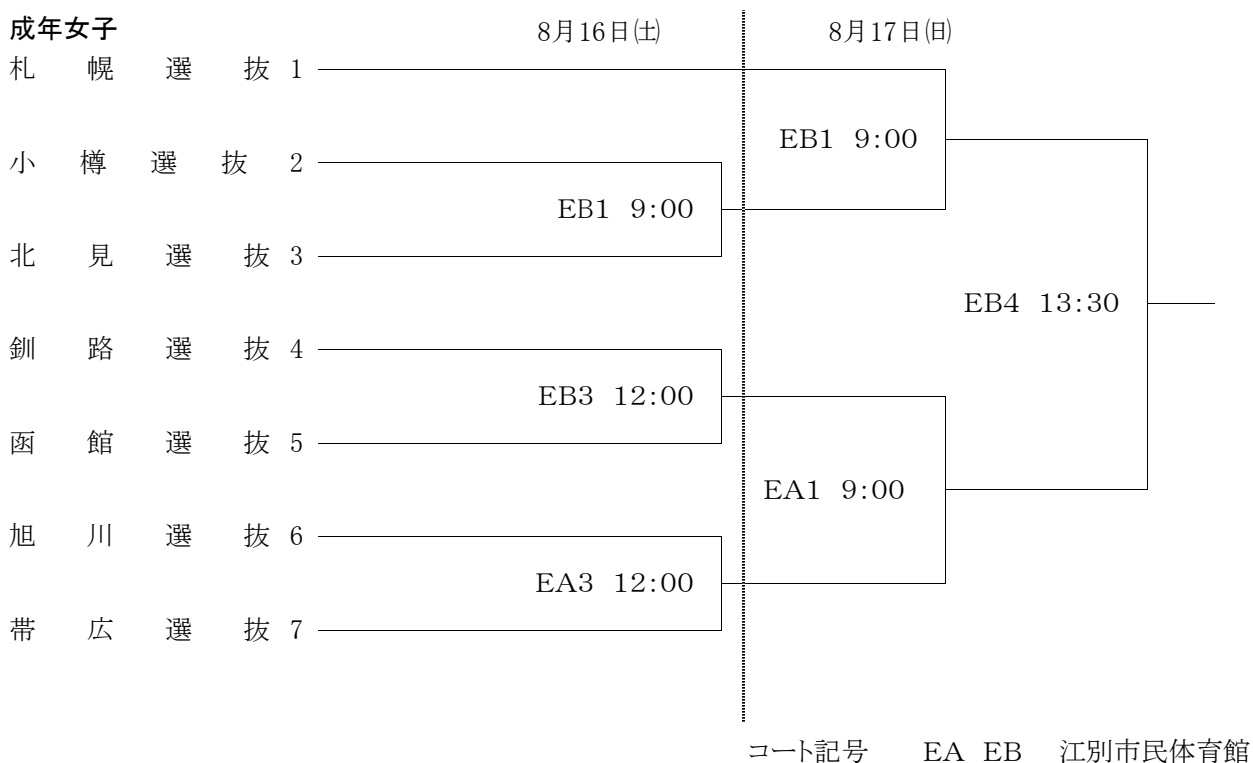 成年女子 8月16日㈯ 8月17日㈰
札幌選抜 1
EB1 9:00
小樽選抜 2
EB1 9:00
北見選抜 3
EB4 13:30
釧路選抜 4
EB3 12:00
函館選抜 5
EA1 9:00
旭川選抜 6
EA3 12:00
帯広選抜 7
コート記号 EA EB 江別市民体育館